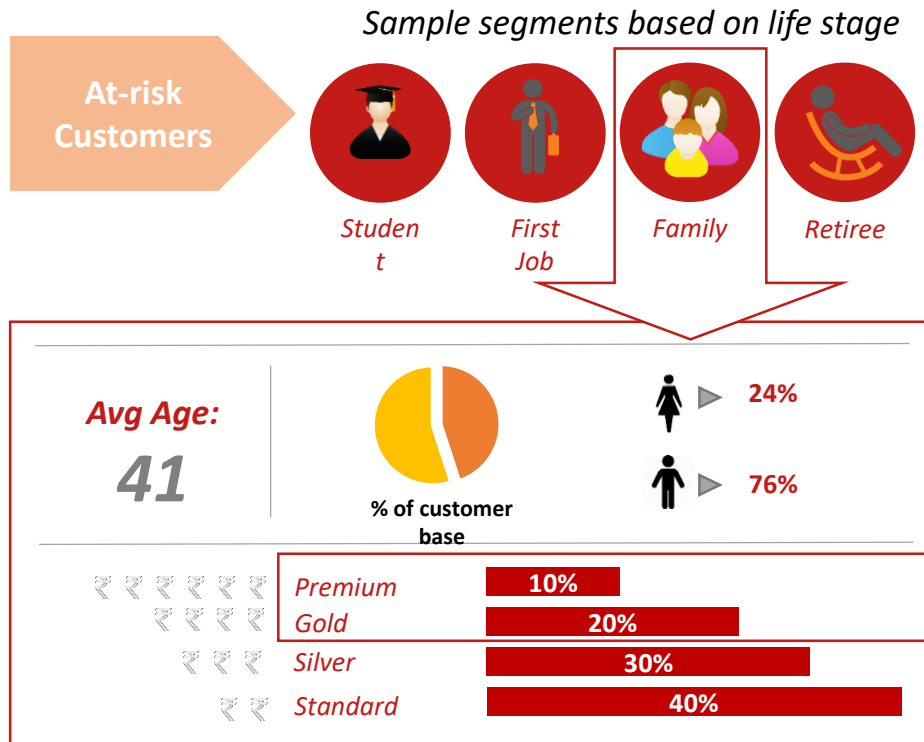 Sample segments based on life stage
At-risk
Customers
Studen
t
First
Job
Family
Retiree
Avg Age:
41
% of customer
base
24%
76%
₹ ₹ ₹ ₹ ₹ ₹ Premium 10%
₹ ₹ ₹ ₹ Gold 20%
₹ ₹ ₹ Silver 30%
₹ ₹ Standard 40%